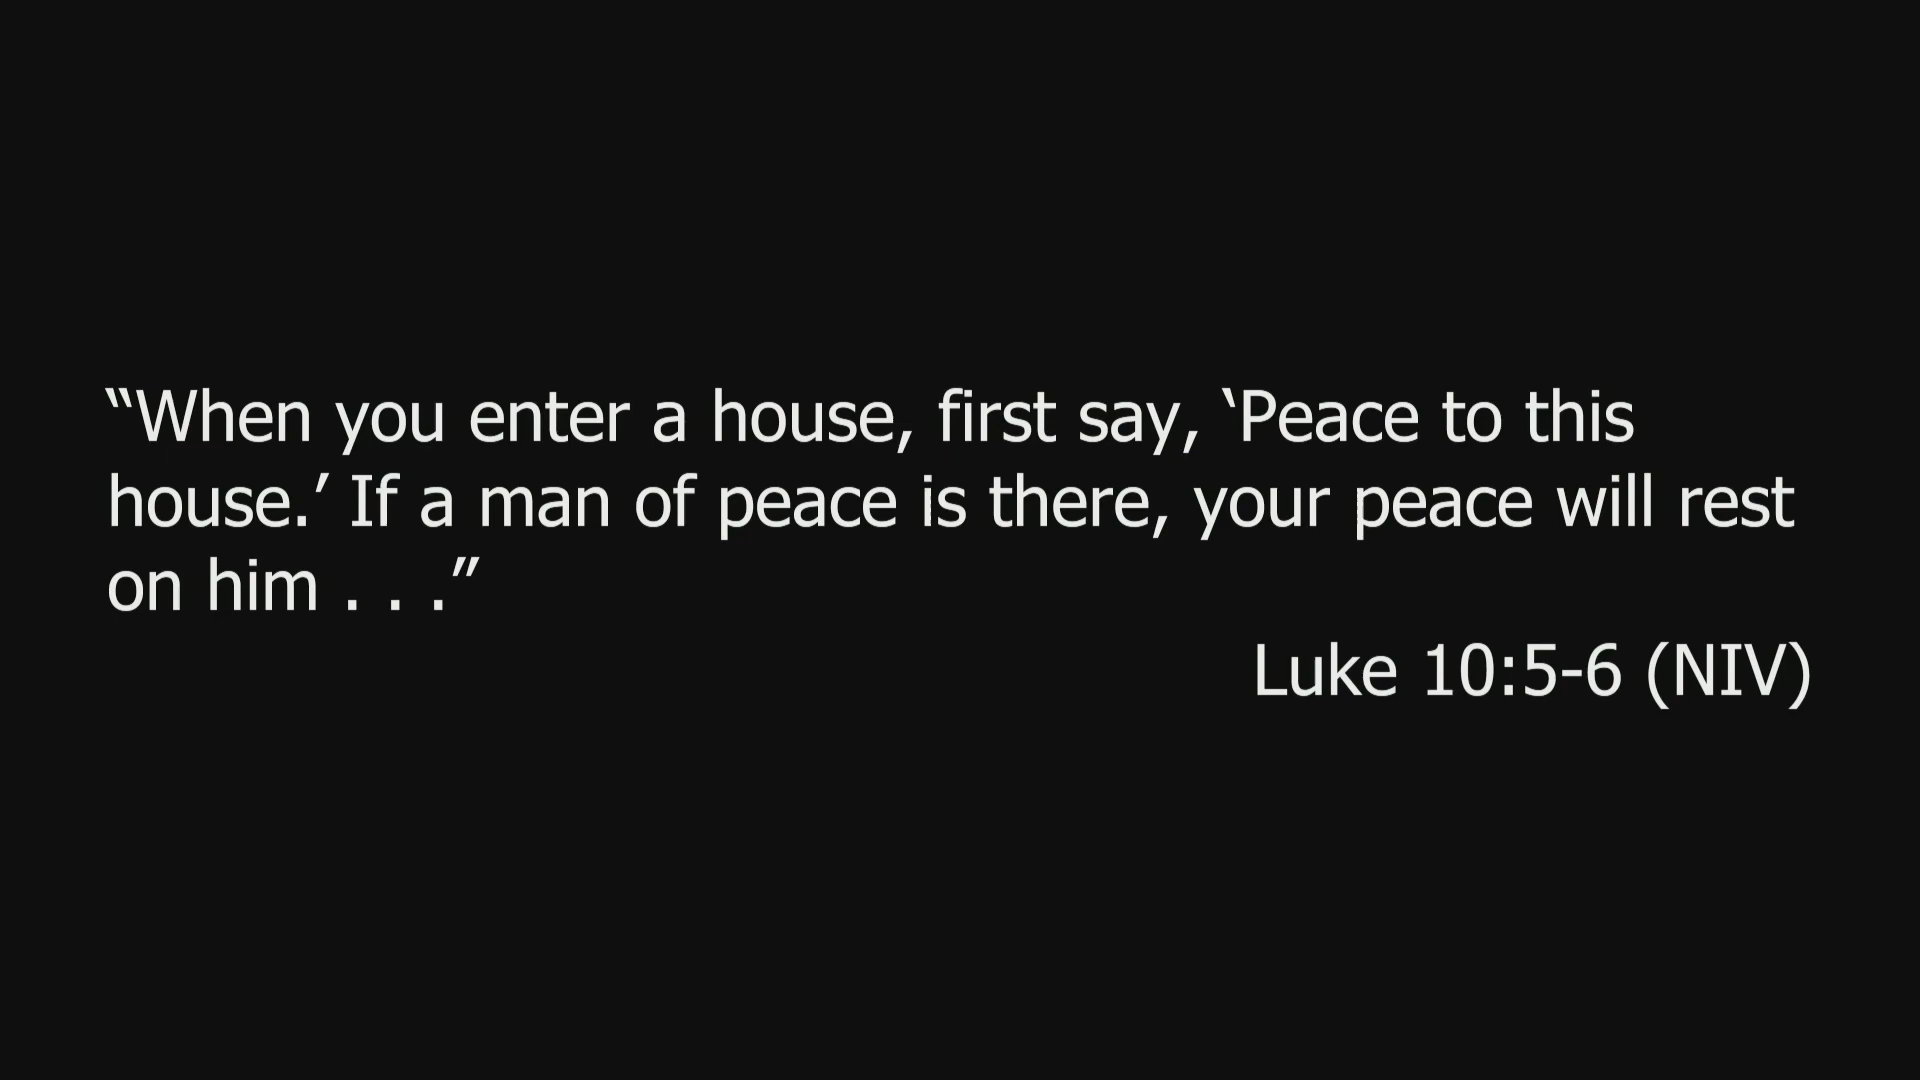 “When you enter a house, first say, ‘Peace to this
house.’ If a man of peace is there, your peace will rest
on him . . .”
Luke 10:5-6 (NIV)